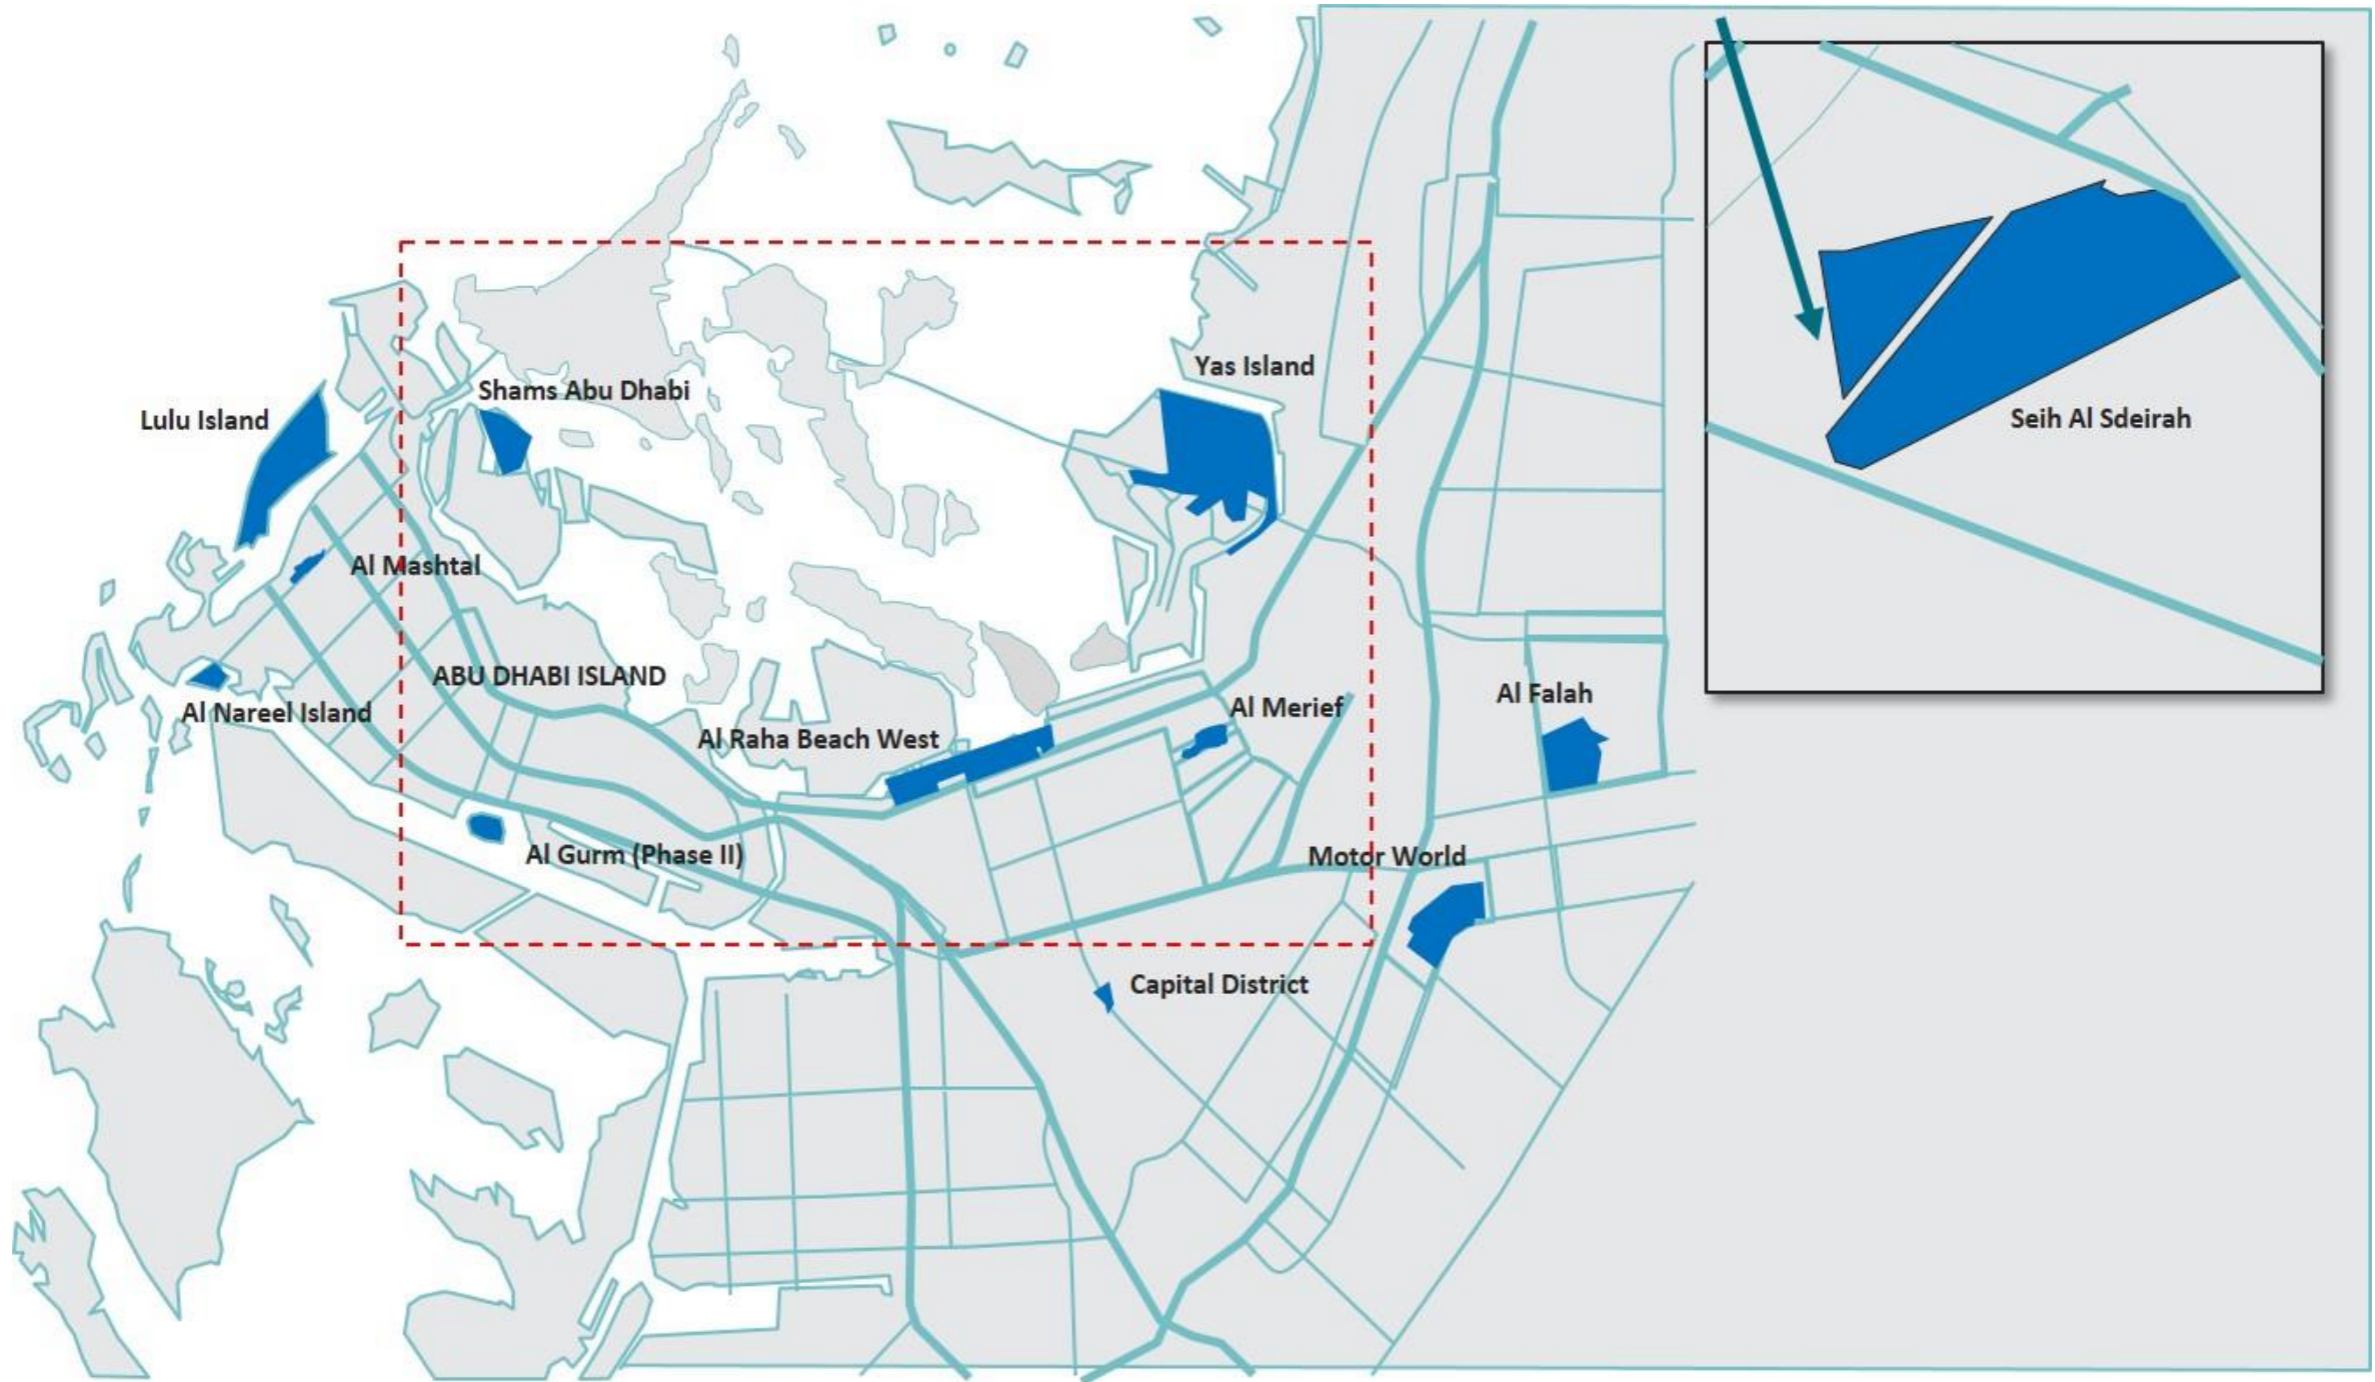 Yas Island
Shams Abu Dhabi
Lulu Island
Seih Al Sdeirah
Al Mashtal
ABU DHABI ISLAND
Al Falah
Al Merief
Al Nareel Island
Al Raha Beach West
Al Gurm (Phase II)
Motor World
Capital District